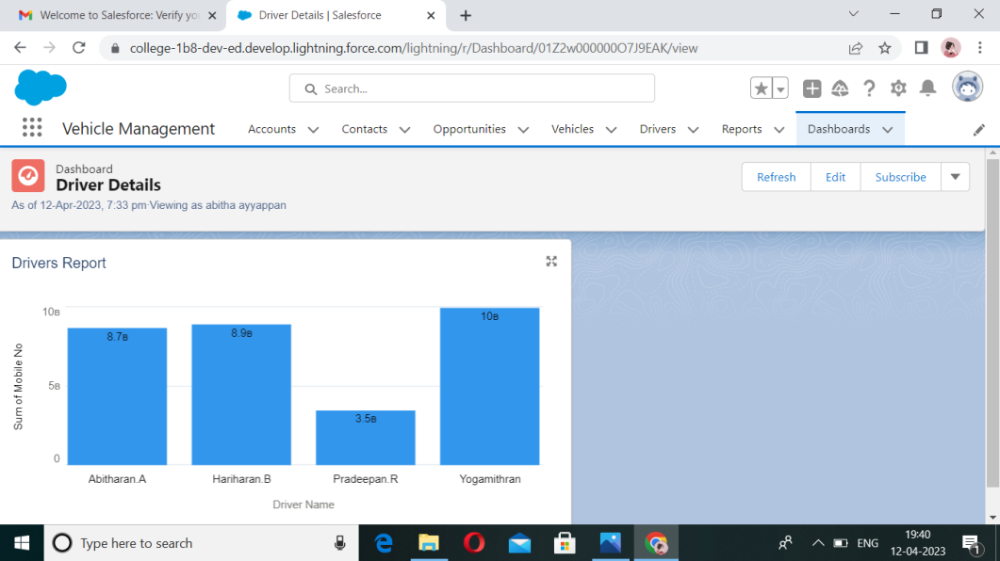 Welcome to Salesforce: Verify you
Driver Details | Salesforce
college-1b8-dev-ed.develop.lightning.force.com/lightning/r/Dashboard/01Z2w000000O7J9EAK/view
Search...
Vehicle Management
Accounts
Contacts
Opportunities
Vehicles
Drivers
Reports
Dashboards
Dashboard
Driver Details
As of 12-Apr-2023, 7:33 pm·Viewing as abitha ayyappan
Refresh
Edit
Subscribe
Drivers Report
Sum of Mobile No
10B
5B
0
8.7B
8.9B
3.5B
10B
Abitharan.A
Hariharan.B
Pradeepan.R
Yogamithran
Driver Name
Type here to search
ENG
19:40
12-04-2023
1